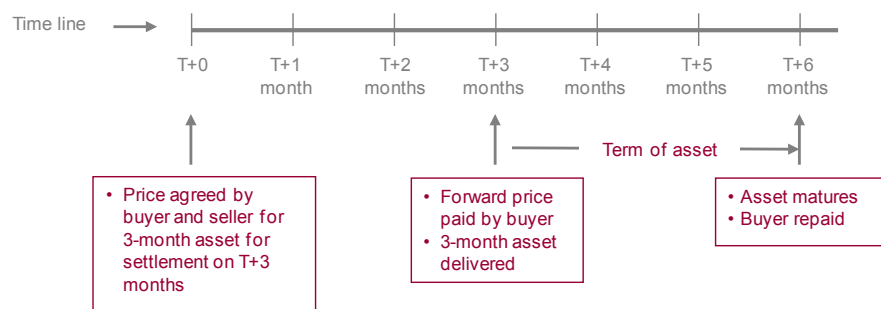 Time line
T+0
T+1
month
T+2
months
T+3
months
T+4
months
T+5
months
T+6
months
Term of asset
• Price agreed by
buyer and seller for
3-month asset for
settlement on T+3
months
• Forward price
paid by buyer
• 3-month asset
delivered
• Asset matures
• Buyer repaid